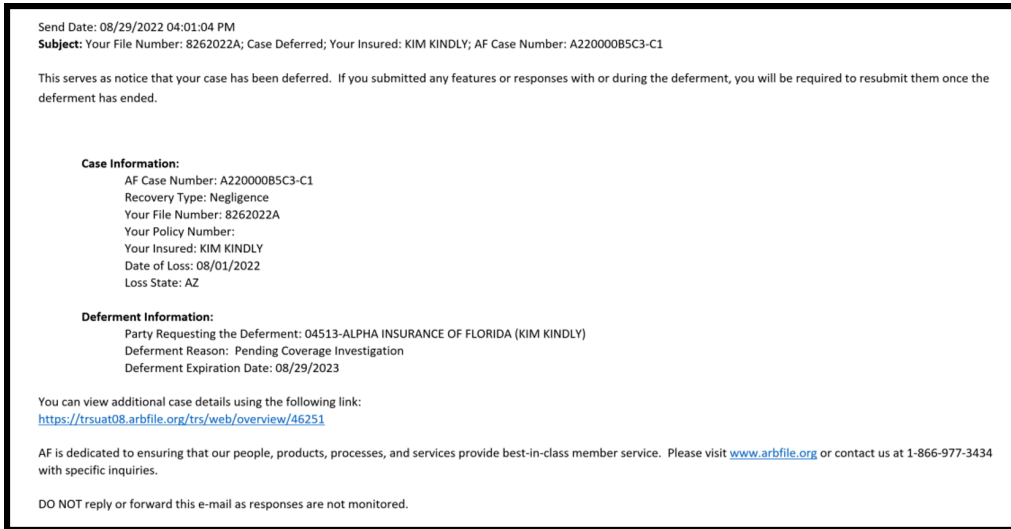 Send Date: 08/29/2022 04:01:04 PM
Subject: Your File Number: 8262022A; Case Deferred; Your Insured: KIM KINDLY; AF Case Number: A220000B5C3-C1
This serves as notice that your case has been deferred.  If you submitted any features or responses with or during the deferment, you will be required to resubmit them once the
deferment has ended.
Case Information:
AF Case Number: A220000B5C3-C1
Recovery Type: Negligence
Your File Number: 8262022A
Your Policy Number:
Your Insured: KIM KINDLY
Date of Loss: 08/01/2022
Loss State: AZ
Deferment Information:
Party Requesting the Deferment: 04513-ALPHA INSURANCE OF FLORIDA (KIM KINDLY)
Deferment Reason:  Pending Coverage Investigation
Deferment Expiration Date: 08/29/2023
You can view additional case details using the following link:
https://trsuat08.arbfile.org/trs/web/overview/46251
AF is dedicated to ensuring that our people, products, processes, and services provide best-in-class member service.  Please visit www.arbfile.org or contact us at 1-866-977-3434
with specific inquiries.
DO NOT reply or forward this e-mail as responses are not monitored.